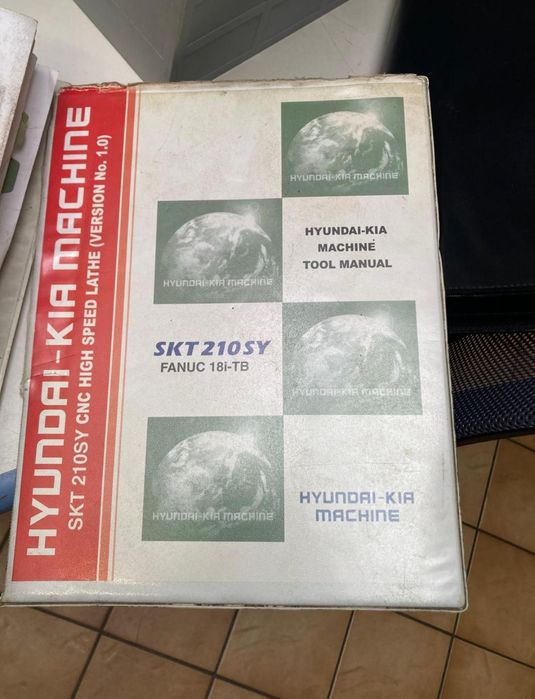 HYUNDAI-KIA MACHINE
SKT 210SY CNC HIGH SPEED LATHE (VERSION No. 1.0)
HYUNDAI-KIA MACHINE
HYUNDAI-KIA
MACHINE
TOOL MANUAL
HYUNDAI-KIA MACHINE
SKT 210SY
FANUC 18i-TB
HYUNDAI-KIA MACHINE
HYUNDAI-KIA MACHINE
HYUNDAI-KIA
MACHINE